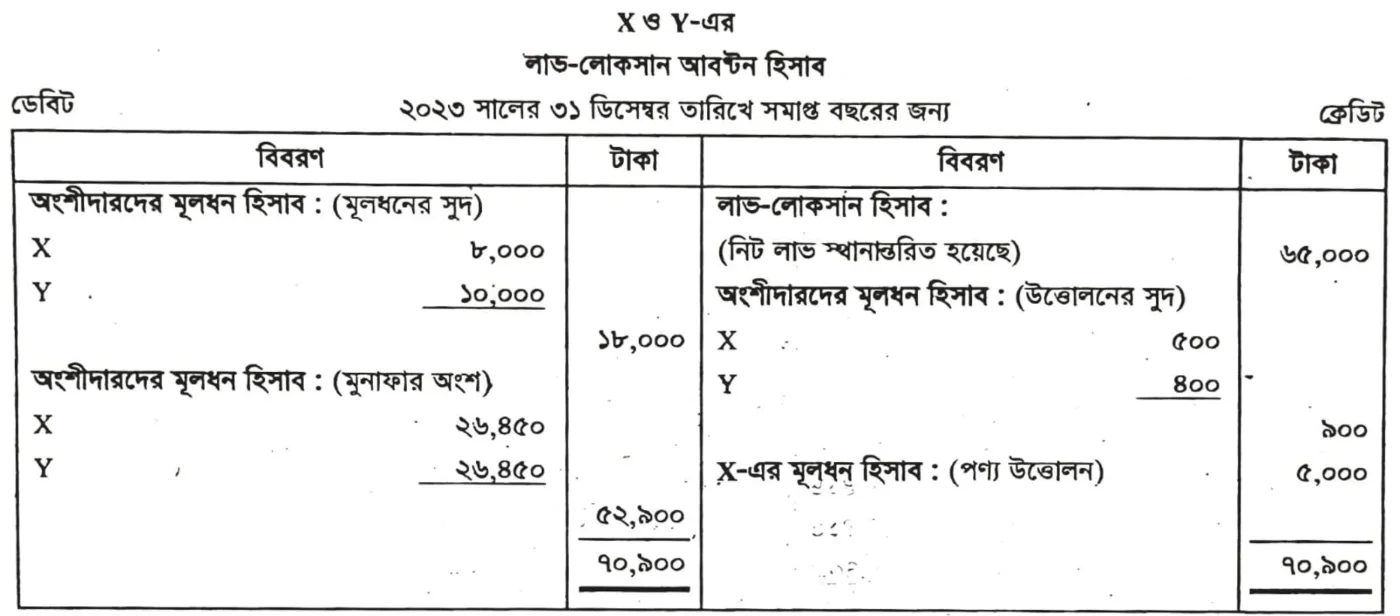 X ও Y-এর
লাভ-লোকসান আবণ্টন হিসাব
ডেবিট ২০২৩ সালের ৩১ ডিসেম্বর তারিখে সমাপ্ত বছরের জন্য ক্রেডিট
বিবরণ টাকা বিবরণ টাকা
অংশীদারদের মূলধন হিসাব : (মূলধনের সুদ) লাভ-লোকসান হিসাব :
X ৮,০০০ (নিট লাভ স্থানান্তরিত হয়েছে) ৬৫,০০০
Y ১০,০০০ অংশীদারদের মূলধন হিসাব : (উত্তোলনের সুদ)
১৮,০০০ X ৫০০
অংশীদারদের মূলধন হিসাব : (মুনাফার অংশ) Y ৪০০
X ২৬,৪৫০ ৯০০
Y ২৬,৪৫০ X-এর মূলধন হিসাব : (পণ্য উত্তোলন) ৫,০০০
৫২,৯০০
৭০,৯০০ ৭০,৯০০